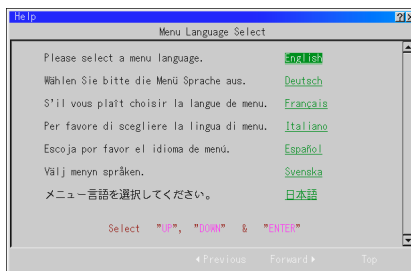 Help ?
Menu Language Select
Please select a menu language. English
Wählen Sie bitte die Menü Sprache aus. Deutsch
S'il vous plaît choisir la langue de menu. Français
Per favore di scegliere la lingua di menu. Italiano
Escoja por favor el idioma de menú. Español
Välj menyn språken. Svenska
メニュー言語を選択してください。 日本語
Select "UP", "DOWN" & "ENTER"
Previous Forward Top